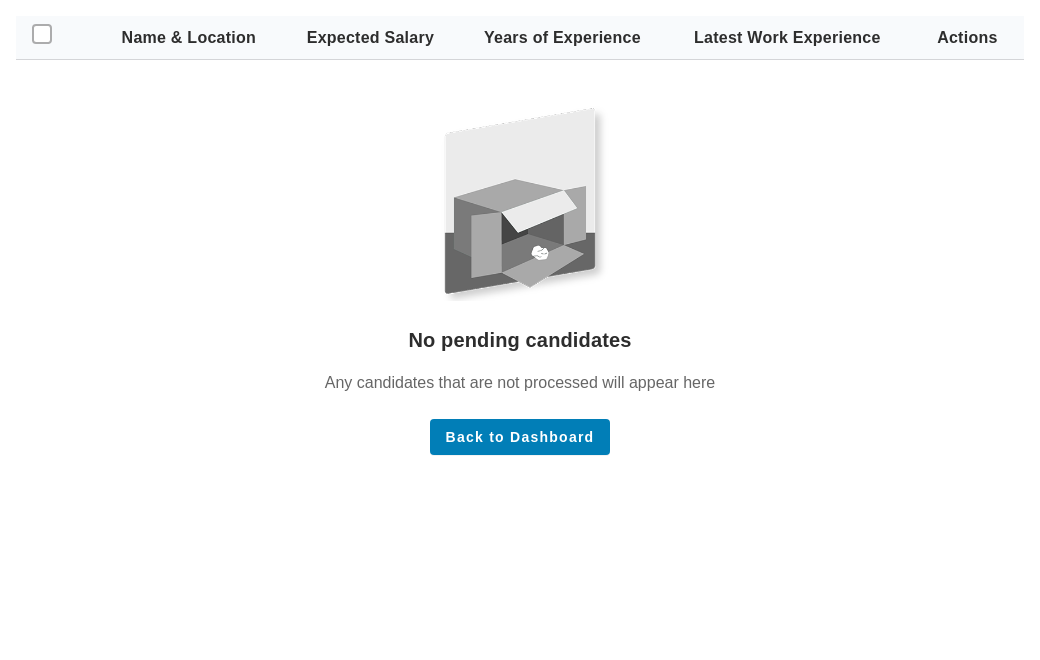 Name & Location Expected Salary Years of Experience Latest Work Experience Actions
No pending candidates
Any candidates that are not processed will appear here
Back to Dashboard